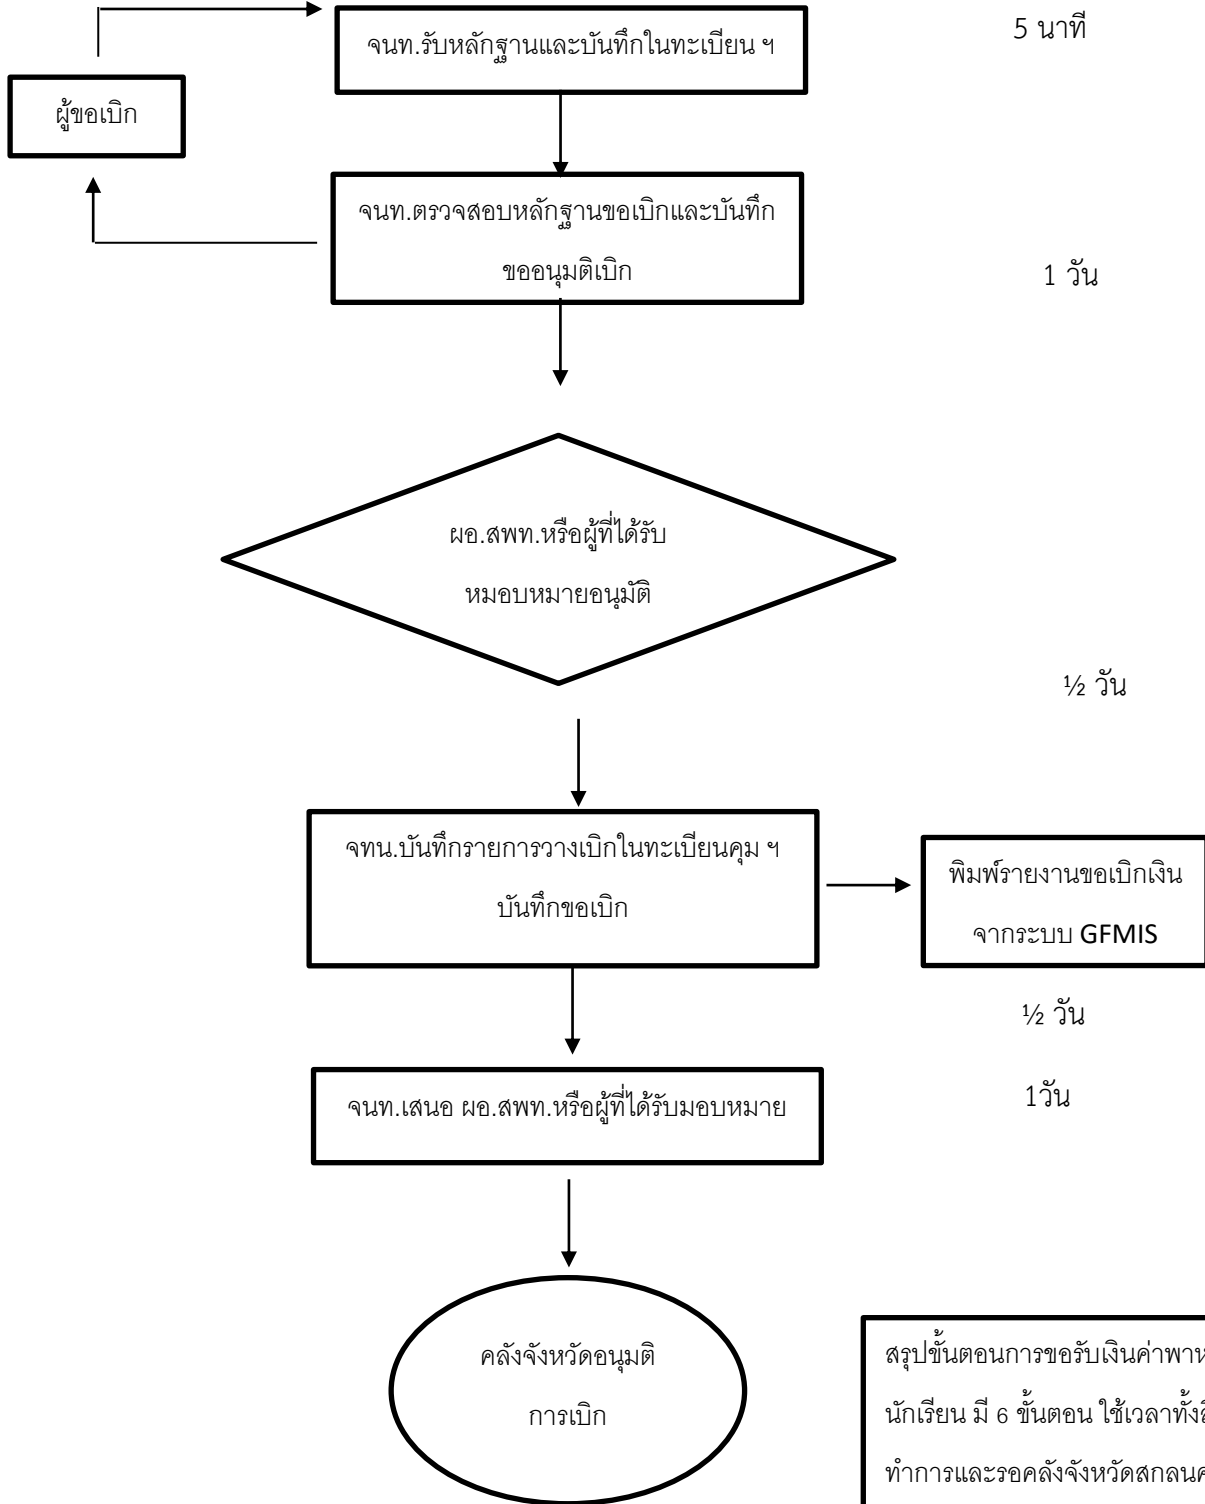 จนท.รับหลักฐานและบันทึกในทะเบียน ฯ
5 นาที
ผู้ขอเบิก
จนท.ตรวจสอบหลักฐานขอเบิกและบันทึก
ขออนุมติเบิก
1 วัน
ผอ.สพท.หรือผู้ที่ได้รับ
หมอบหมายอนุมัติ
½ วัน
จทน.บันทึกรายการวางเบิกในทะเบียนคุม ฯ
บันทึกขอเบิก
พิมพ์รายงานขอเบิกเงิน
จากระบบ GFMIS
½ วัน
จนท.เสนอ ผอ.สพท.หรือผู้ที่ได้รับมอบหมาย
1วัน
คลังจังหวัดอนุมติ
การเบิก
สรุปขั้นตอนการขอรับเงินค่าพาห
นักเรียน มี 6 ขั้นตอน ใช้เวลาทั้งสิ
ทำการและรอคลังจังหวัดสกลนค